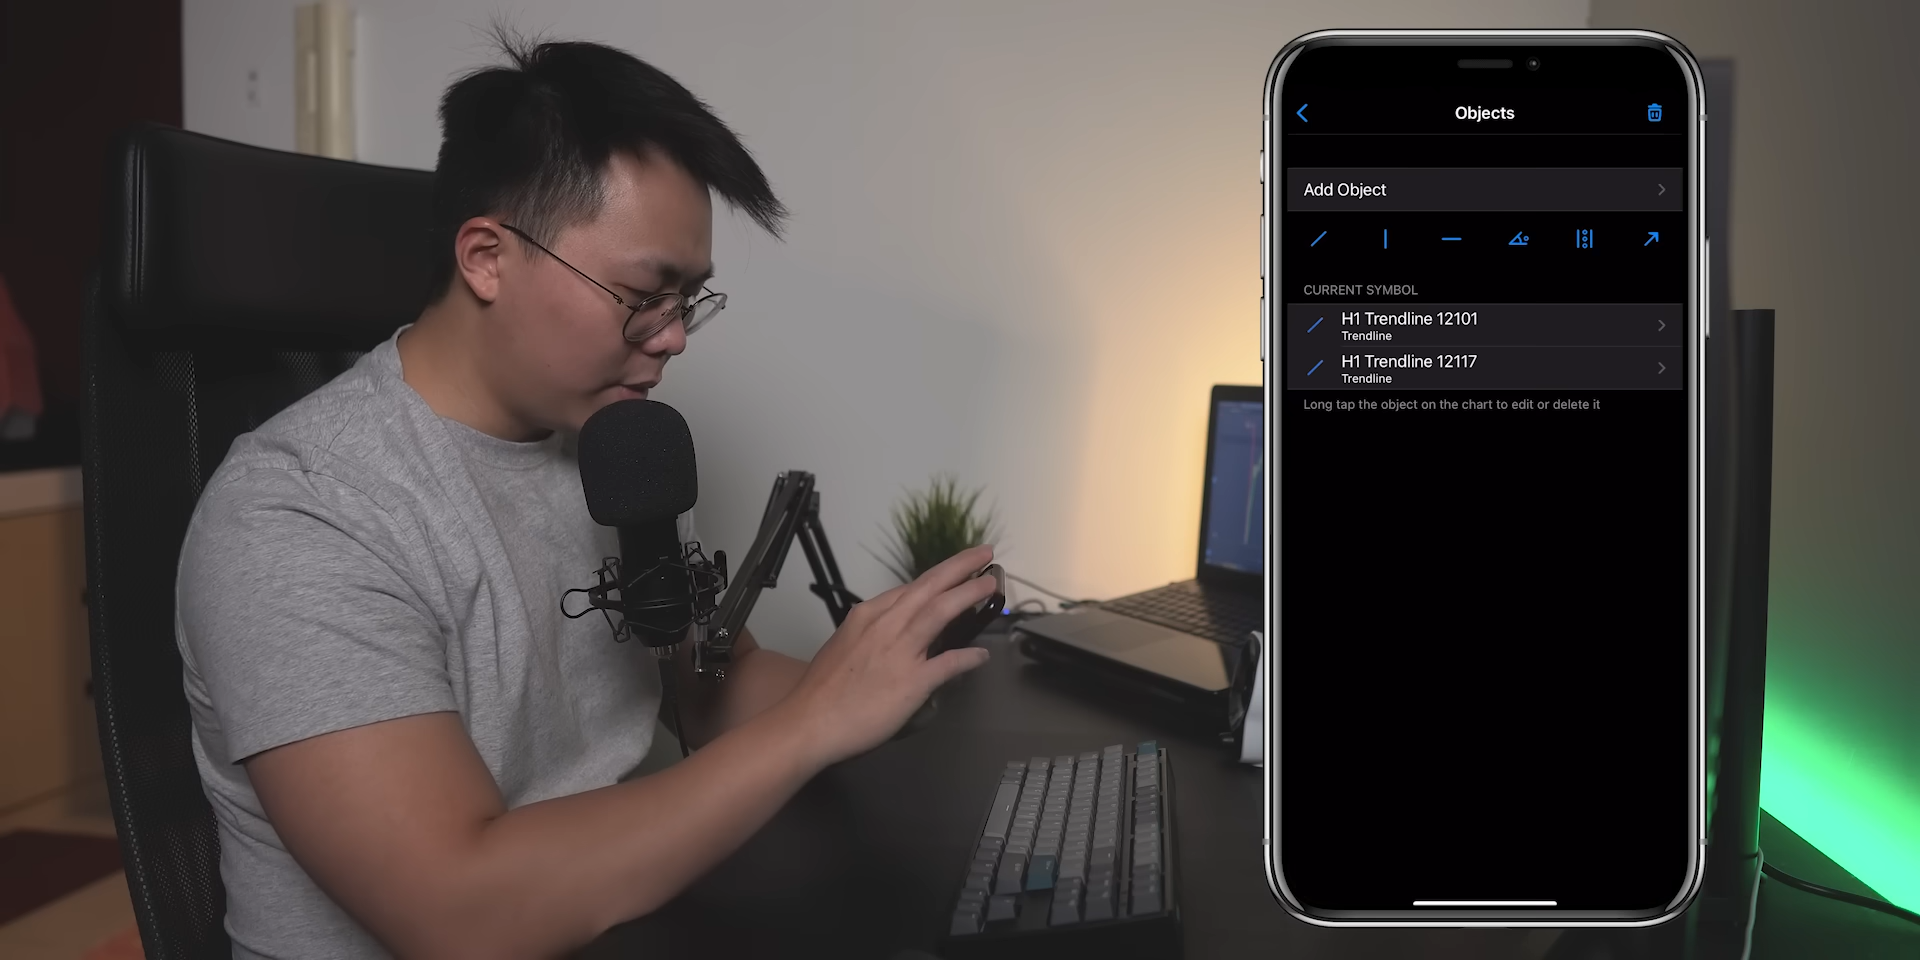 Objects
Add Object
CURRENT SYMBOL
H1 Trendline 12101
Trendline
H1 Trendline 12117
Trendline
Long tap the object on the chart to edit or delete it